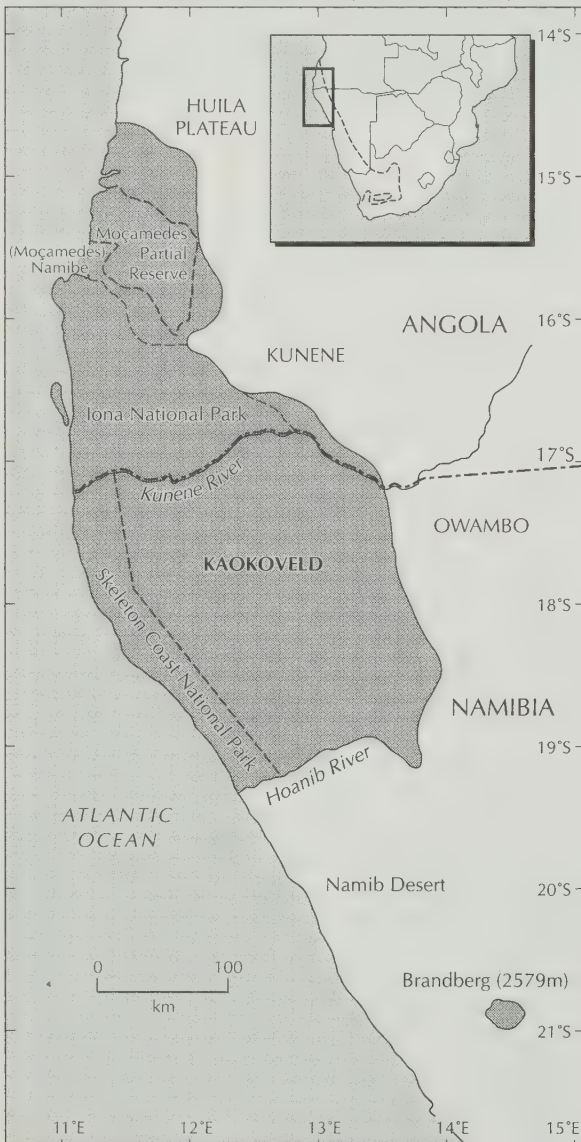 14°S
HUILA
PLATEAU
15°S
Moçamedes
Partial
Reserve
(Moçamedes)
Namibe
ANGOLA
16°S
KUNENE
Iona National Park
17°S
Kunene River
OWAMBO
KAOKOVELD
18°S
Skeleton Coast National Park
NAMIBIA
19°S
Hoanib River
ATLANTIC
OCEAN
Namib Desert
20°S
0 100
km
Brandberg (2579m)
21°S
11°E 12°E 13°E 14°E 15°E